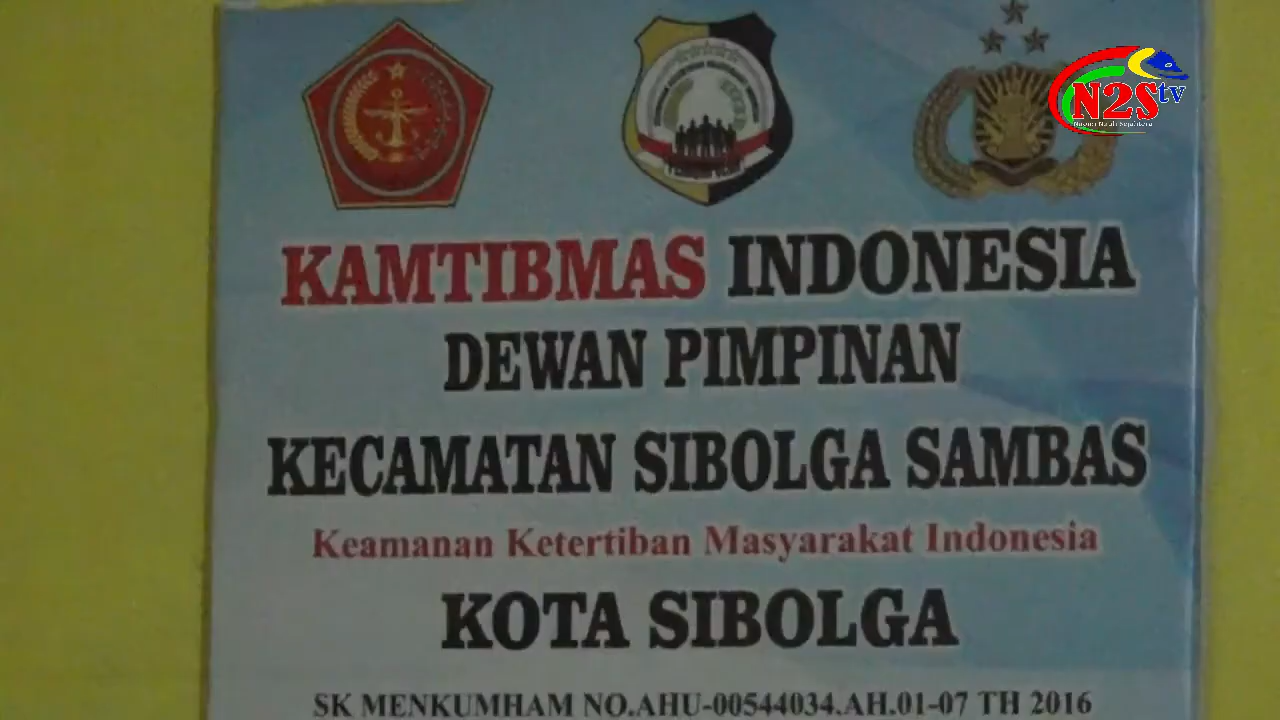 N2S tv
KAMTIBMAS INDONESIA
DEWAN PIMPINAN
KECAMATAN SIBOLGA SAMBAS
Keamanan Ketertiban Masyarakat Indonesia
KOTA SIBOLGA
SK MENKUMHAM NO.AHU-00544034.AH.01-07 TH 2016